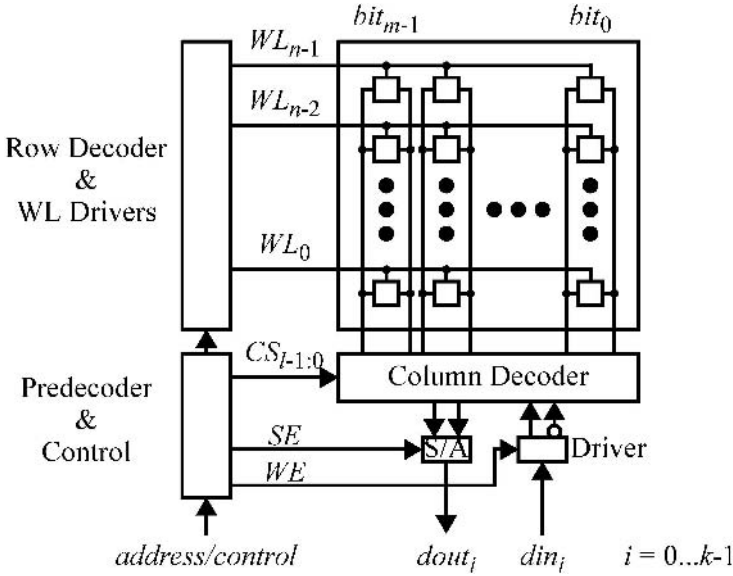 bit_{m-1} bit_0
WL_{n-1}
WL_{n-2}
Row Decoder
&
WL Drivers
WL_0
CS_{l-1:0}
Column Decoder
Predecoder
&
Control
SE
S/A
Driver
WE
address/control
dout_i
din_i
i = 0...k-1